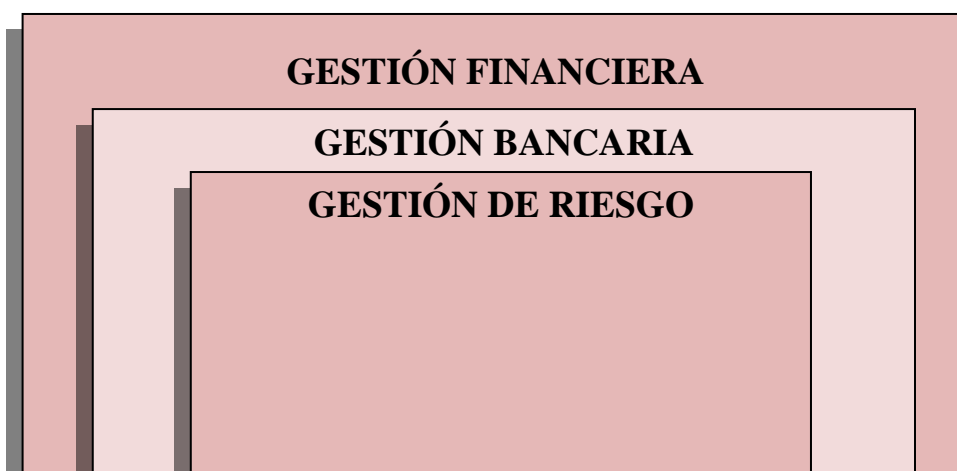 GESTIÓN FINANCIERA
GESTIÓN BANCARIA
GESTIÓN DE RIESGO